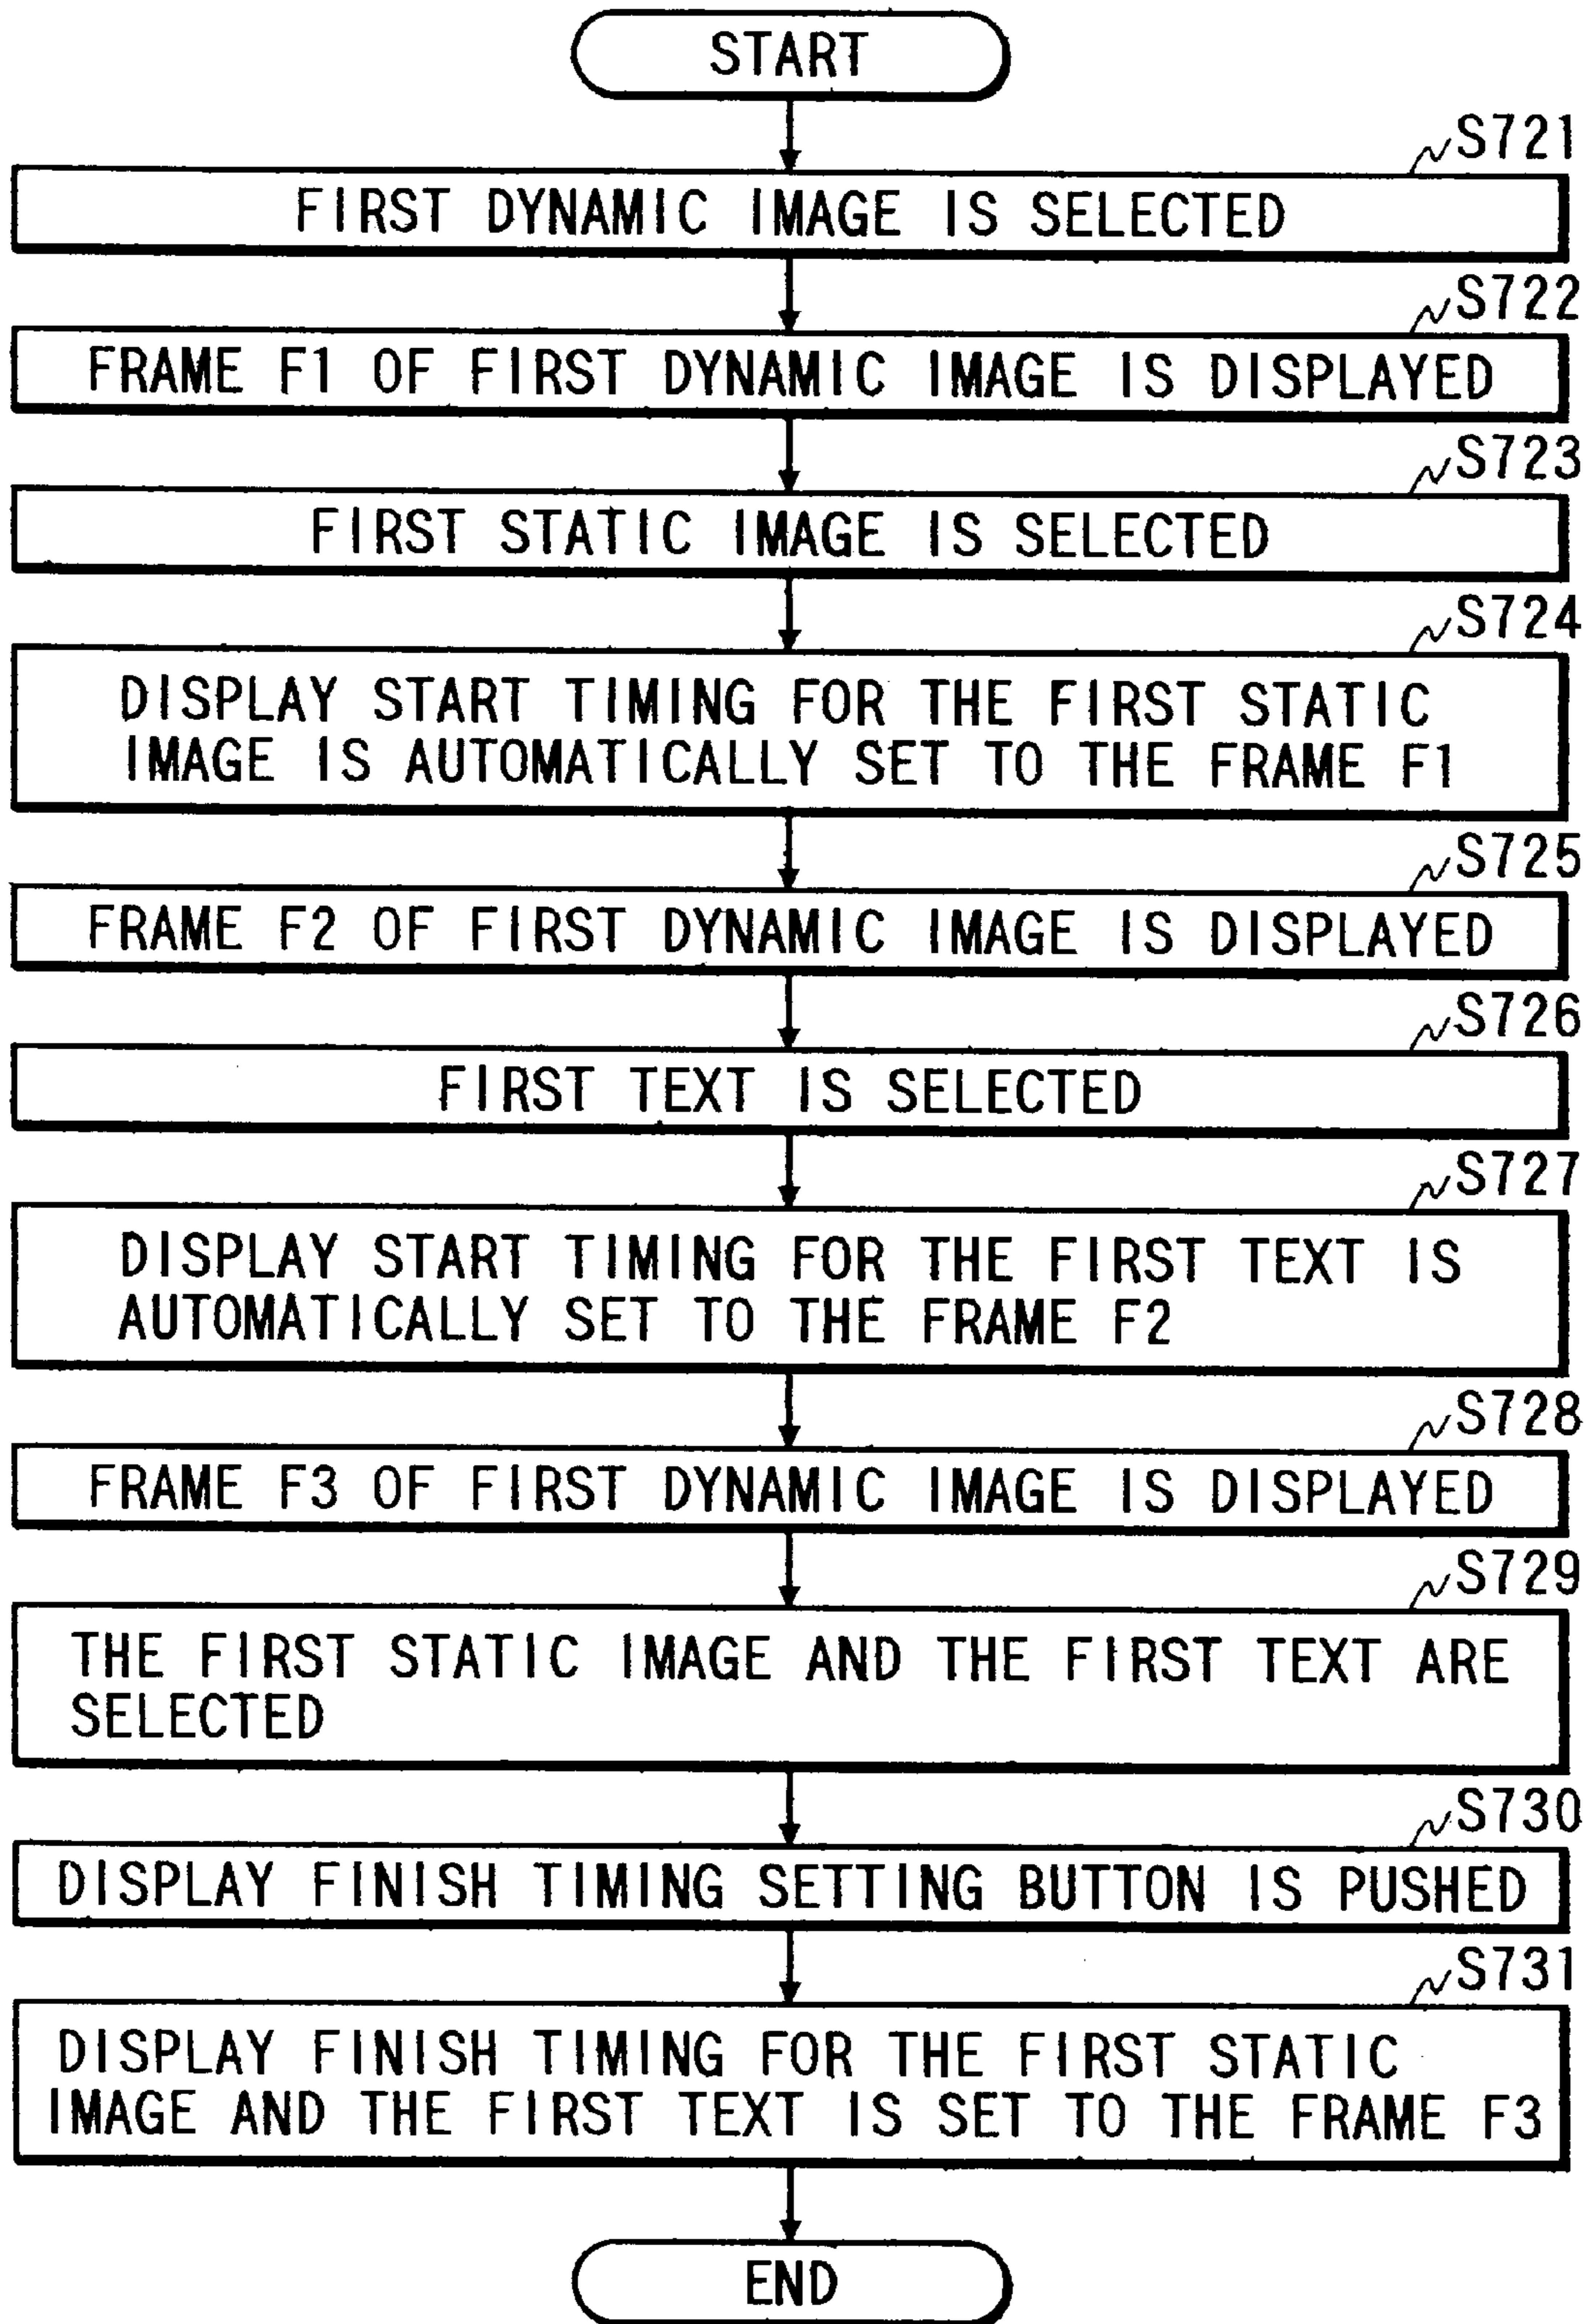 START
S721
FIRST DYNAMIC IMAGE IS SELECTED
S722
FRAME F1 OF FIRST DYNAMIC IMAGE IS DISPLAYED
S723
FIRST STATIC IMAGE IS SELECTED
S724
DISPLAY START TIMING FOR THE FIRST STATIC
IMAGE IS AUTOMATICALLY SET TO THE FRAME F1
S725
FRAME F2 OF FIRST DYNAMIC IMAGE IS DISPLAYED
S726
FIRST TEXT IS SELECTED
S727
DISPLAY START TIMING FOR THE FIRST TEXT IS
AUTOMATICALLY SET TO THE FRAME F2
S728
FRAME F3 OF FIRST DYNAMIC IMAGE IS DISPLAYED
S729
THE FIRST STATIC IMAGE AND THE FIRST TEXT ARE
SELECTED
S730
DISPLAY FINISH TIMING SETTING BUTTON IS PUSHED
S731
DISPLAY FINISH TIMING FOR THE FIRST STATIC
IMAGE AND THE FIRST TEXT IS SET TO THE FRAME F3
END